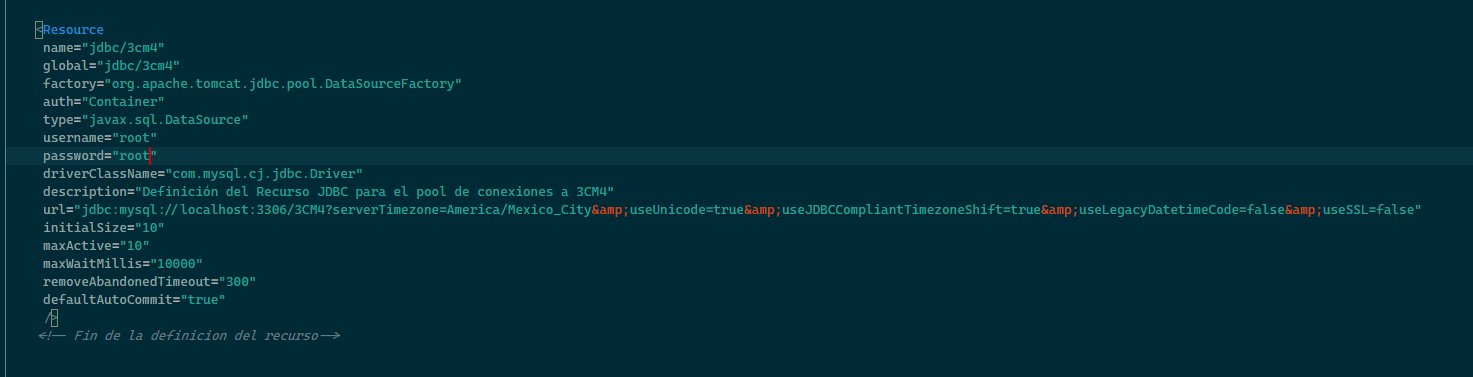 <Resource
name="jdbc/3cm4"
global="jdbc/3cm4"
factory="org.apache.tomcat.jdbc.pool.DataSourceFactory"
auth="Container"
type="javax.sql.DataSource"
username="root"
password="root"
driverClassName="com.mysql.cj.jdbc.Driver"
description="Definición del Recurso JDBC para el pool de conexiones a 3CM4"
url="jdbc:mysql://localhost:3306/3CM4?serverTimezone=America/Mexico_City&amp;useUnicode=true&amp;useJDBCCompliantTimezoneShift=true&amp;useLegacyDatetimeCode=false&amp;useSSL=false"
initialSize="10"
maxActive="10"
maxWaitMillis="10000"
removeAbandonedTimeout="300"
defaultAutoCommit="true"
/>
<!-- Fin de la definicion del recurso-->